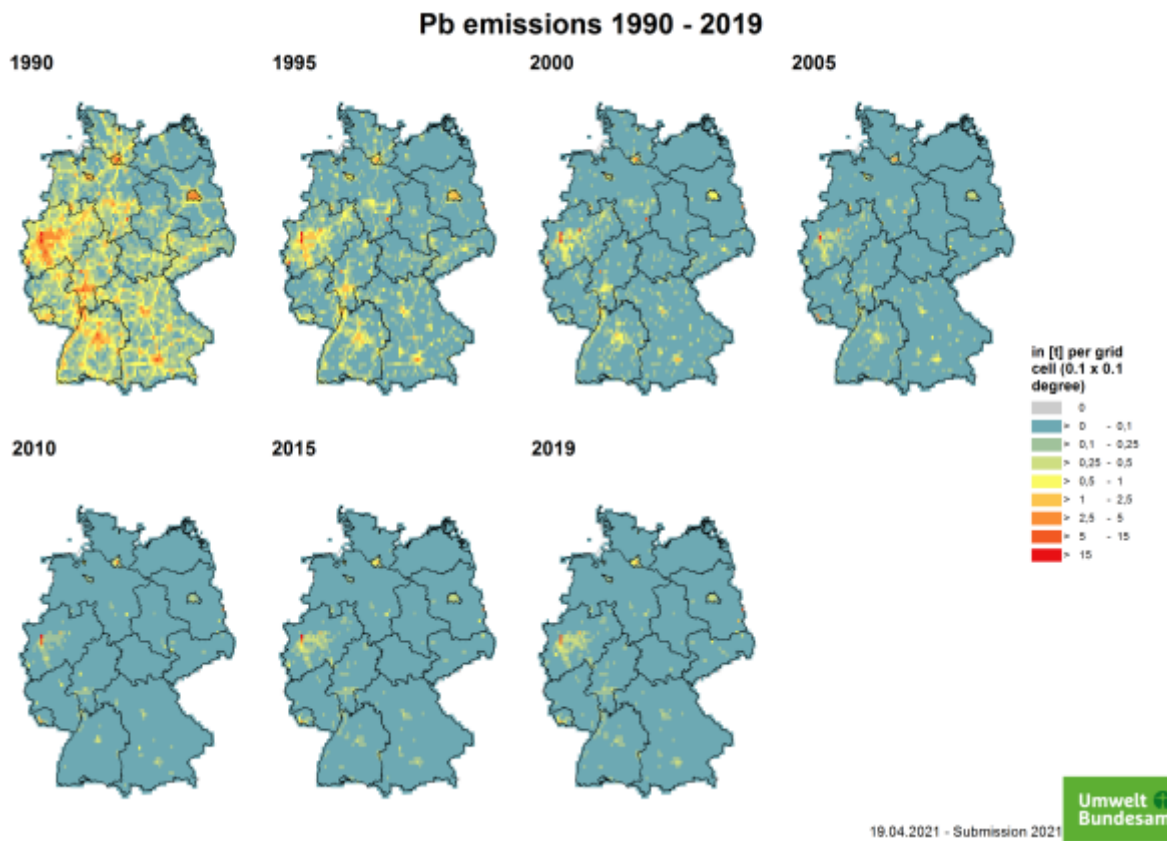 Pb emissions 1990 - 2019
1990
1995
2000
2005
2010
2015
2019
in [t] per grid
cell (0.1 x 0.1
degree)
0
> 0 - 0,1
> 0,1 - 0,25
> 0,25 - 0,5
> 0,5 - 1
> 1 - 2,5
> 2,5 - 5
> 5 - 15
> 15
Umwelt
Bundesam
19.04.2021 - Submission 2021